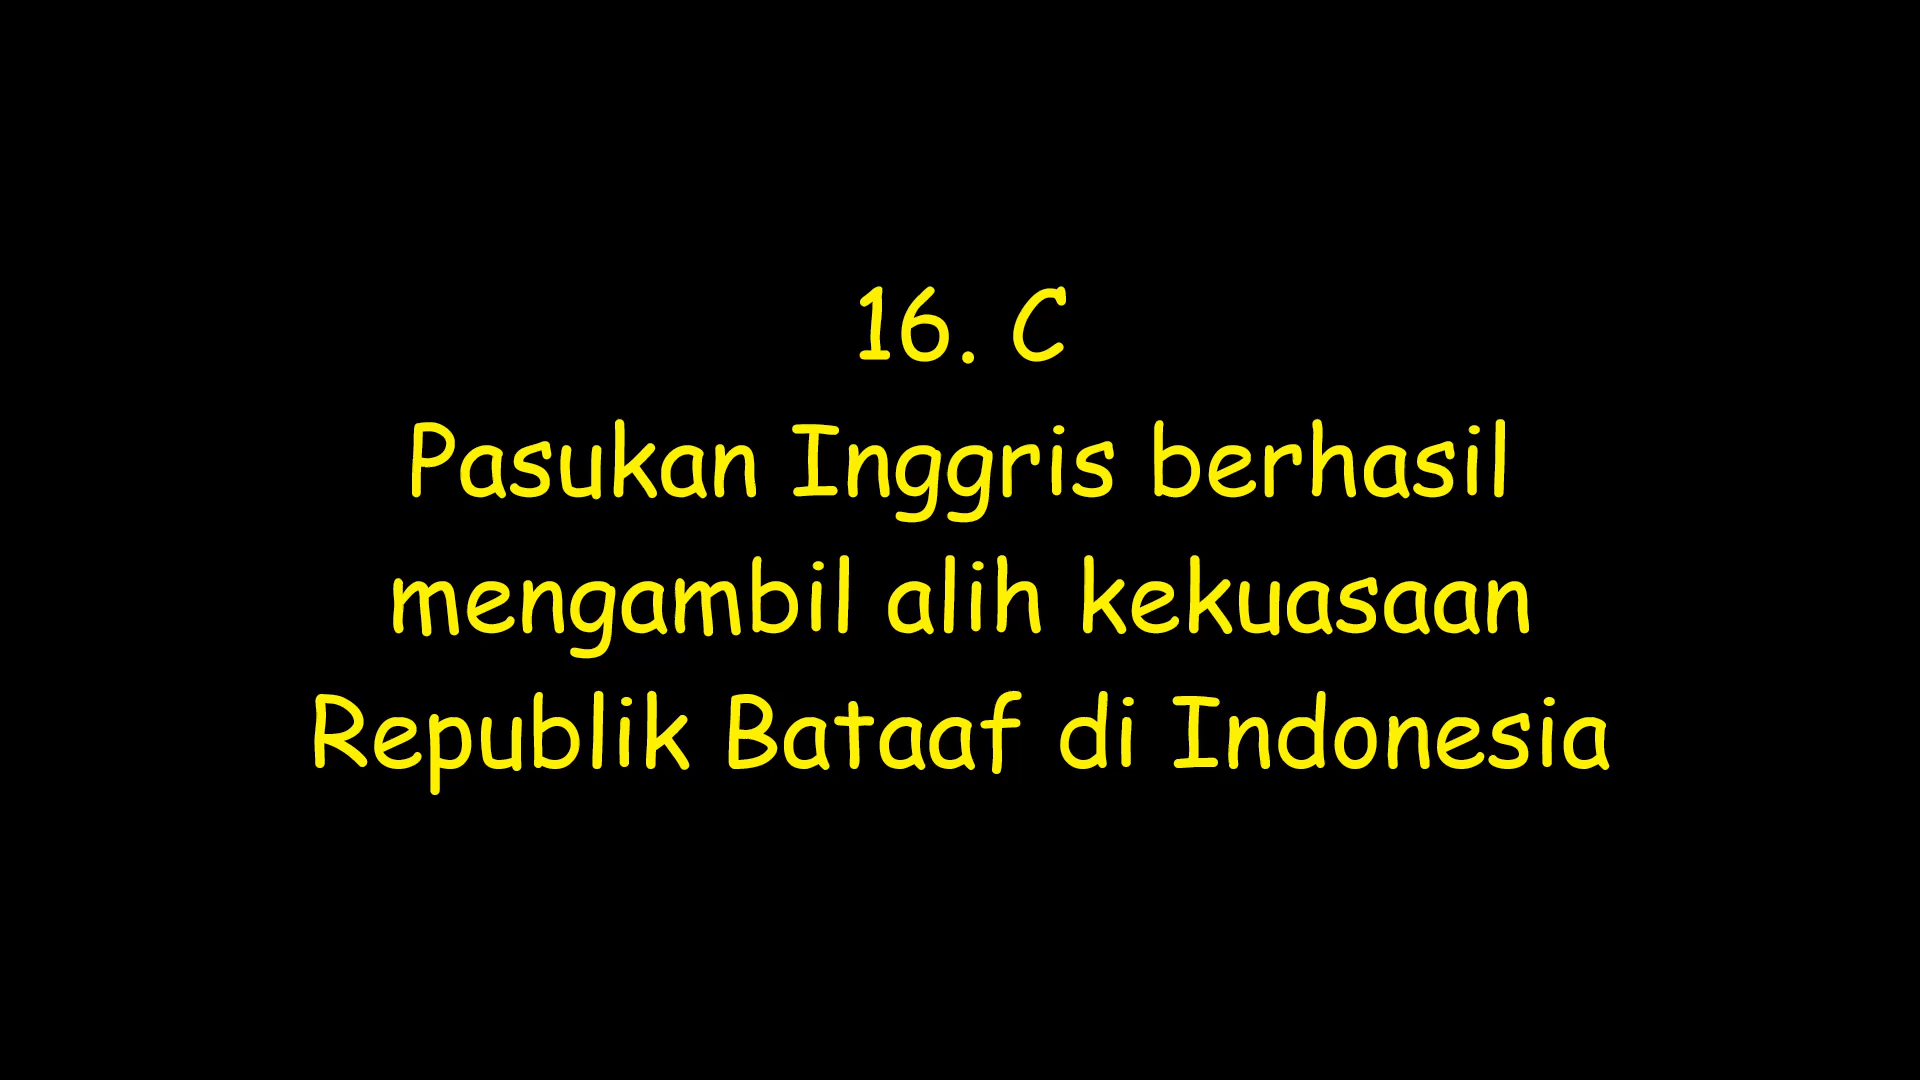 16. C
Pasukan Inggris berhasil
mengambil alih kekuasaan
Republik Bataaf di Indonesia